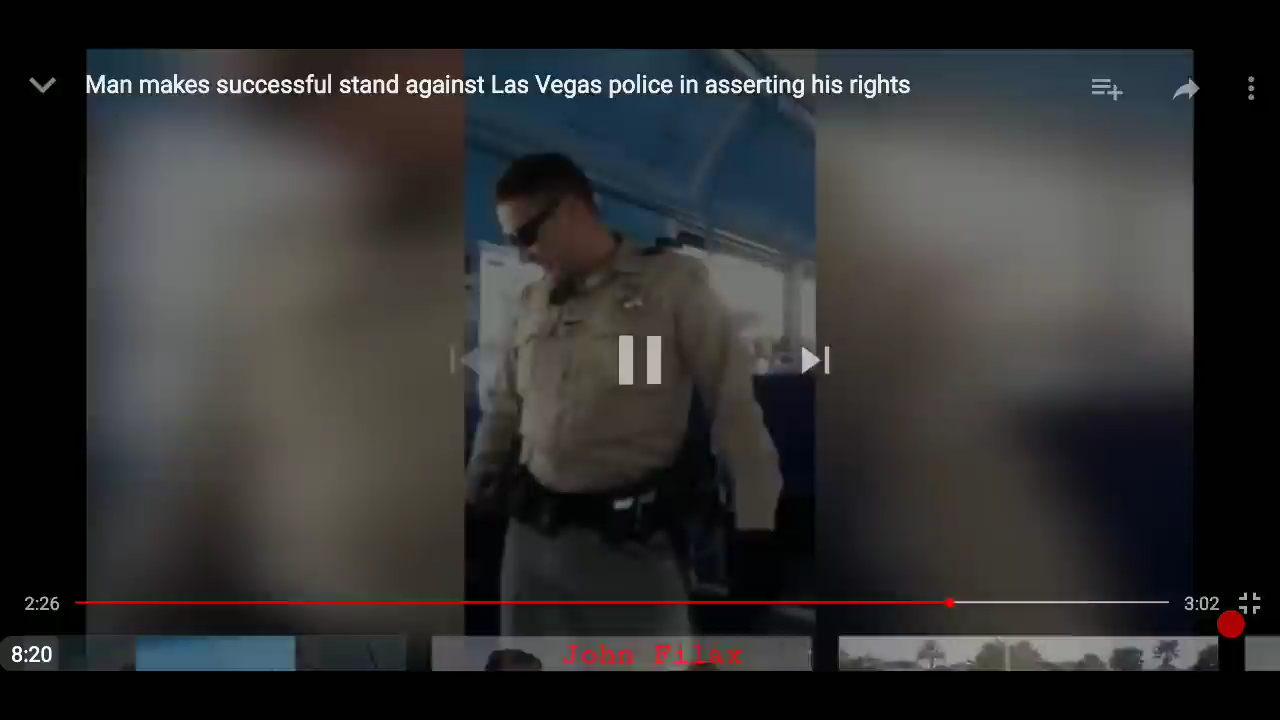 Man makes successful stand against Las Vegas police in asserting his rights
2:26
3:02
8:20
John Filax